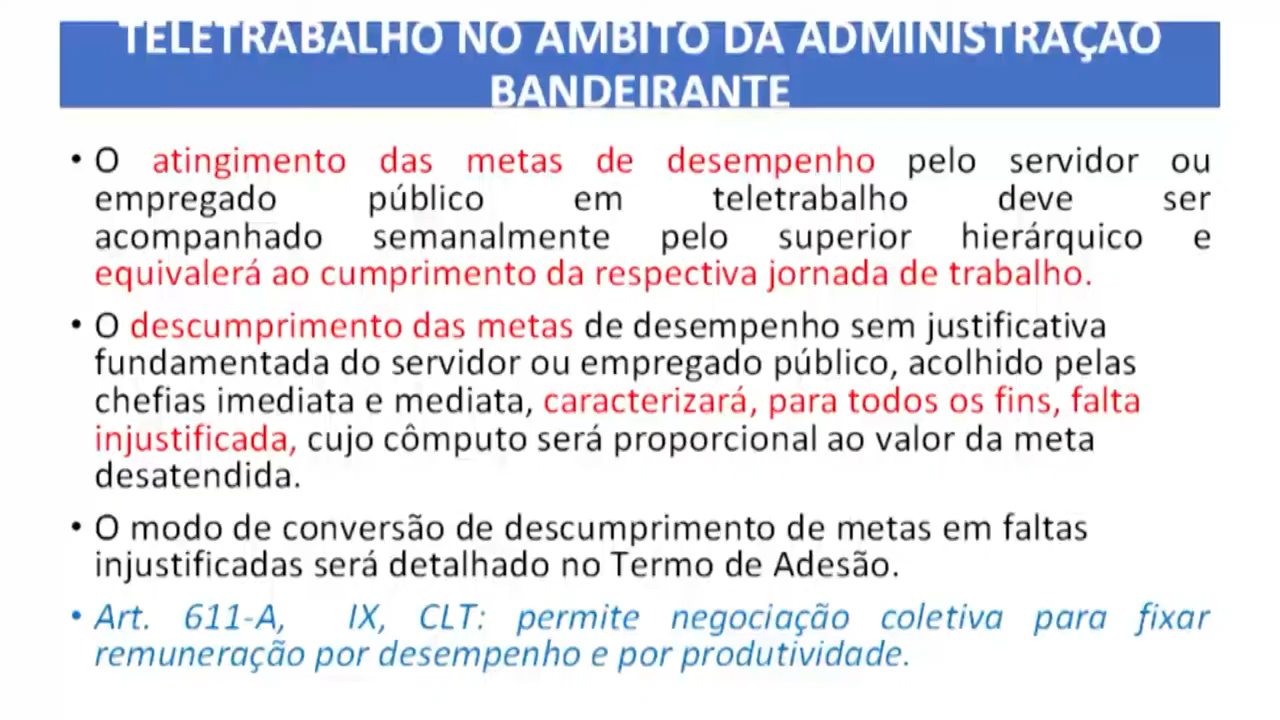 TELETRABALHO NO ÂMBITO DA ADMINISTRAÇÃO
BANDEIRANTE
• O atingimento das metas de desempenho pelo servidor ou
empregado público em teletrabalho deve ser
acompanhado semanalmente pelo superior hierárquico e
equivalerá ao cumprimento da respectiva jornada de trabalho.
• O descumprimento das metas de desempenho sem justificativa
fundamentada do servidor ou empregado público, acolhido pelas
chefias imediata e mediata, caracterizará, para todos os fins, falta
injustificada, cujo cômputo será proporcional ao valor da meta
desatendida.
• O modo de conversão de descumprimento de metas em faltas
injustificadas será detalhado no Termo de Adesão.
• Art. 611-A, IX, CLT: permite negociação coletiva para fixar
remuneração por desempenho e por produtividade.